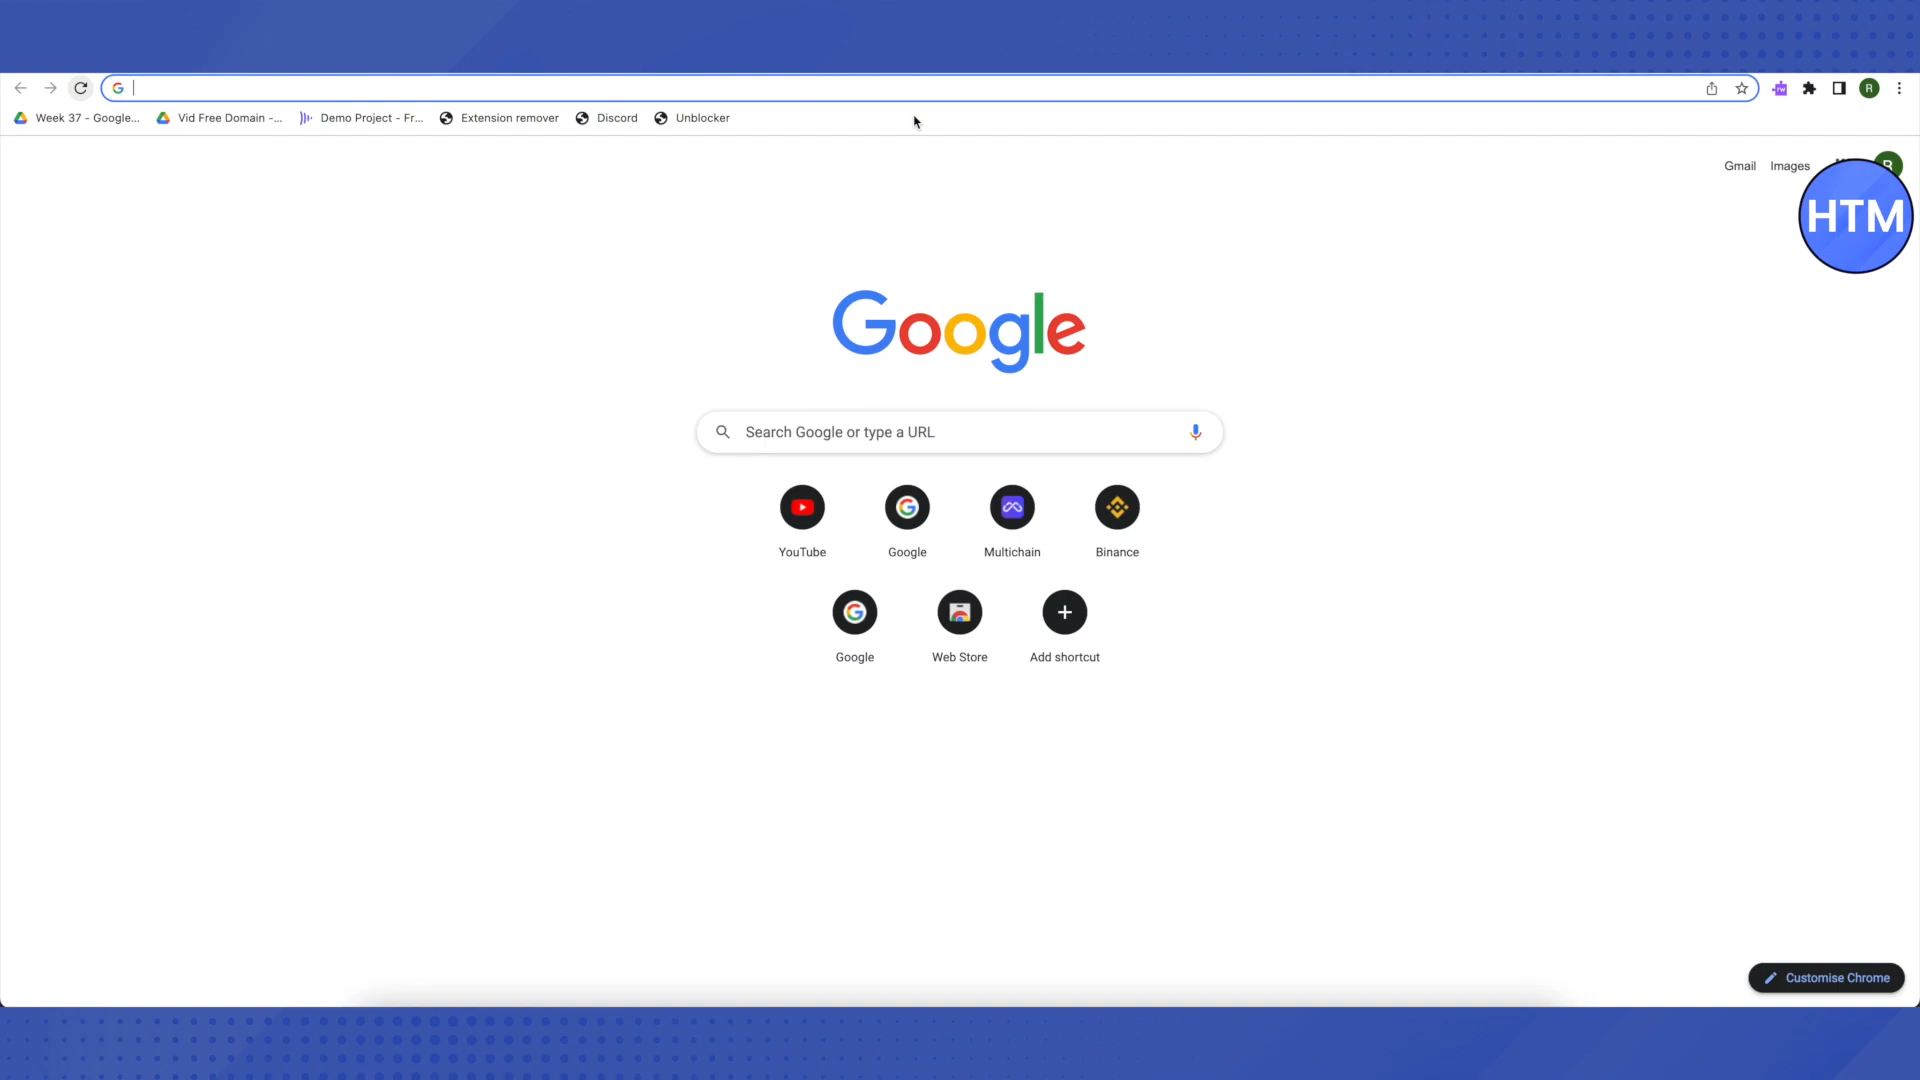 Week 37 - Google...
Vid Free Domain -...
Demo Project - Fr...
Extension remover
Discord
Unblocker
R
Gmail
Images
HTM
Google
Search Google or type a URL
YouTube
Google
Multichain
Binance
Google
Web Store
Add shortcut
Customise Chrome